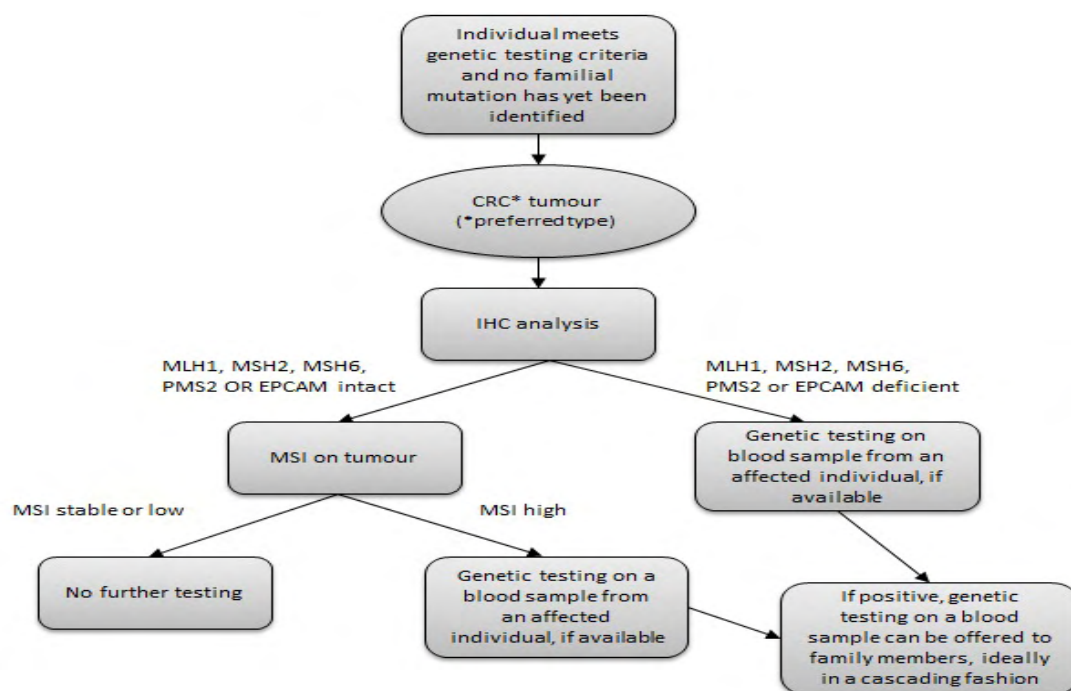 Individual meets
genetic testing criteria
and no familial
mutation has yet been
identified
CRC* tumour
(*preferred type)
IHC analysis
MLH1, MSH2, MSH6,
PMS2 OR EPCAM intact
MLH1, MSH2, MSH6,
PMS2 or EPCAM deficient
MSI on tumour
Genetic testing on
blood sample from an
affected individual, if
available
MSI stable or low
MSI high
No further testing
Genetic testing on a
blood sample from
an affected
individual, if available
If positive, genetic
testing on a blood
sample can be offered to
family members, ideally
in a cascading fashion